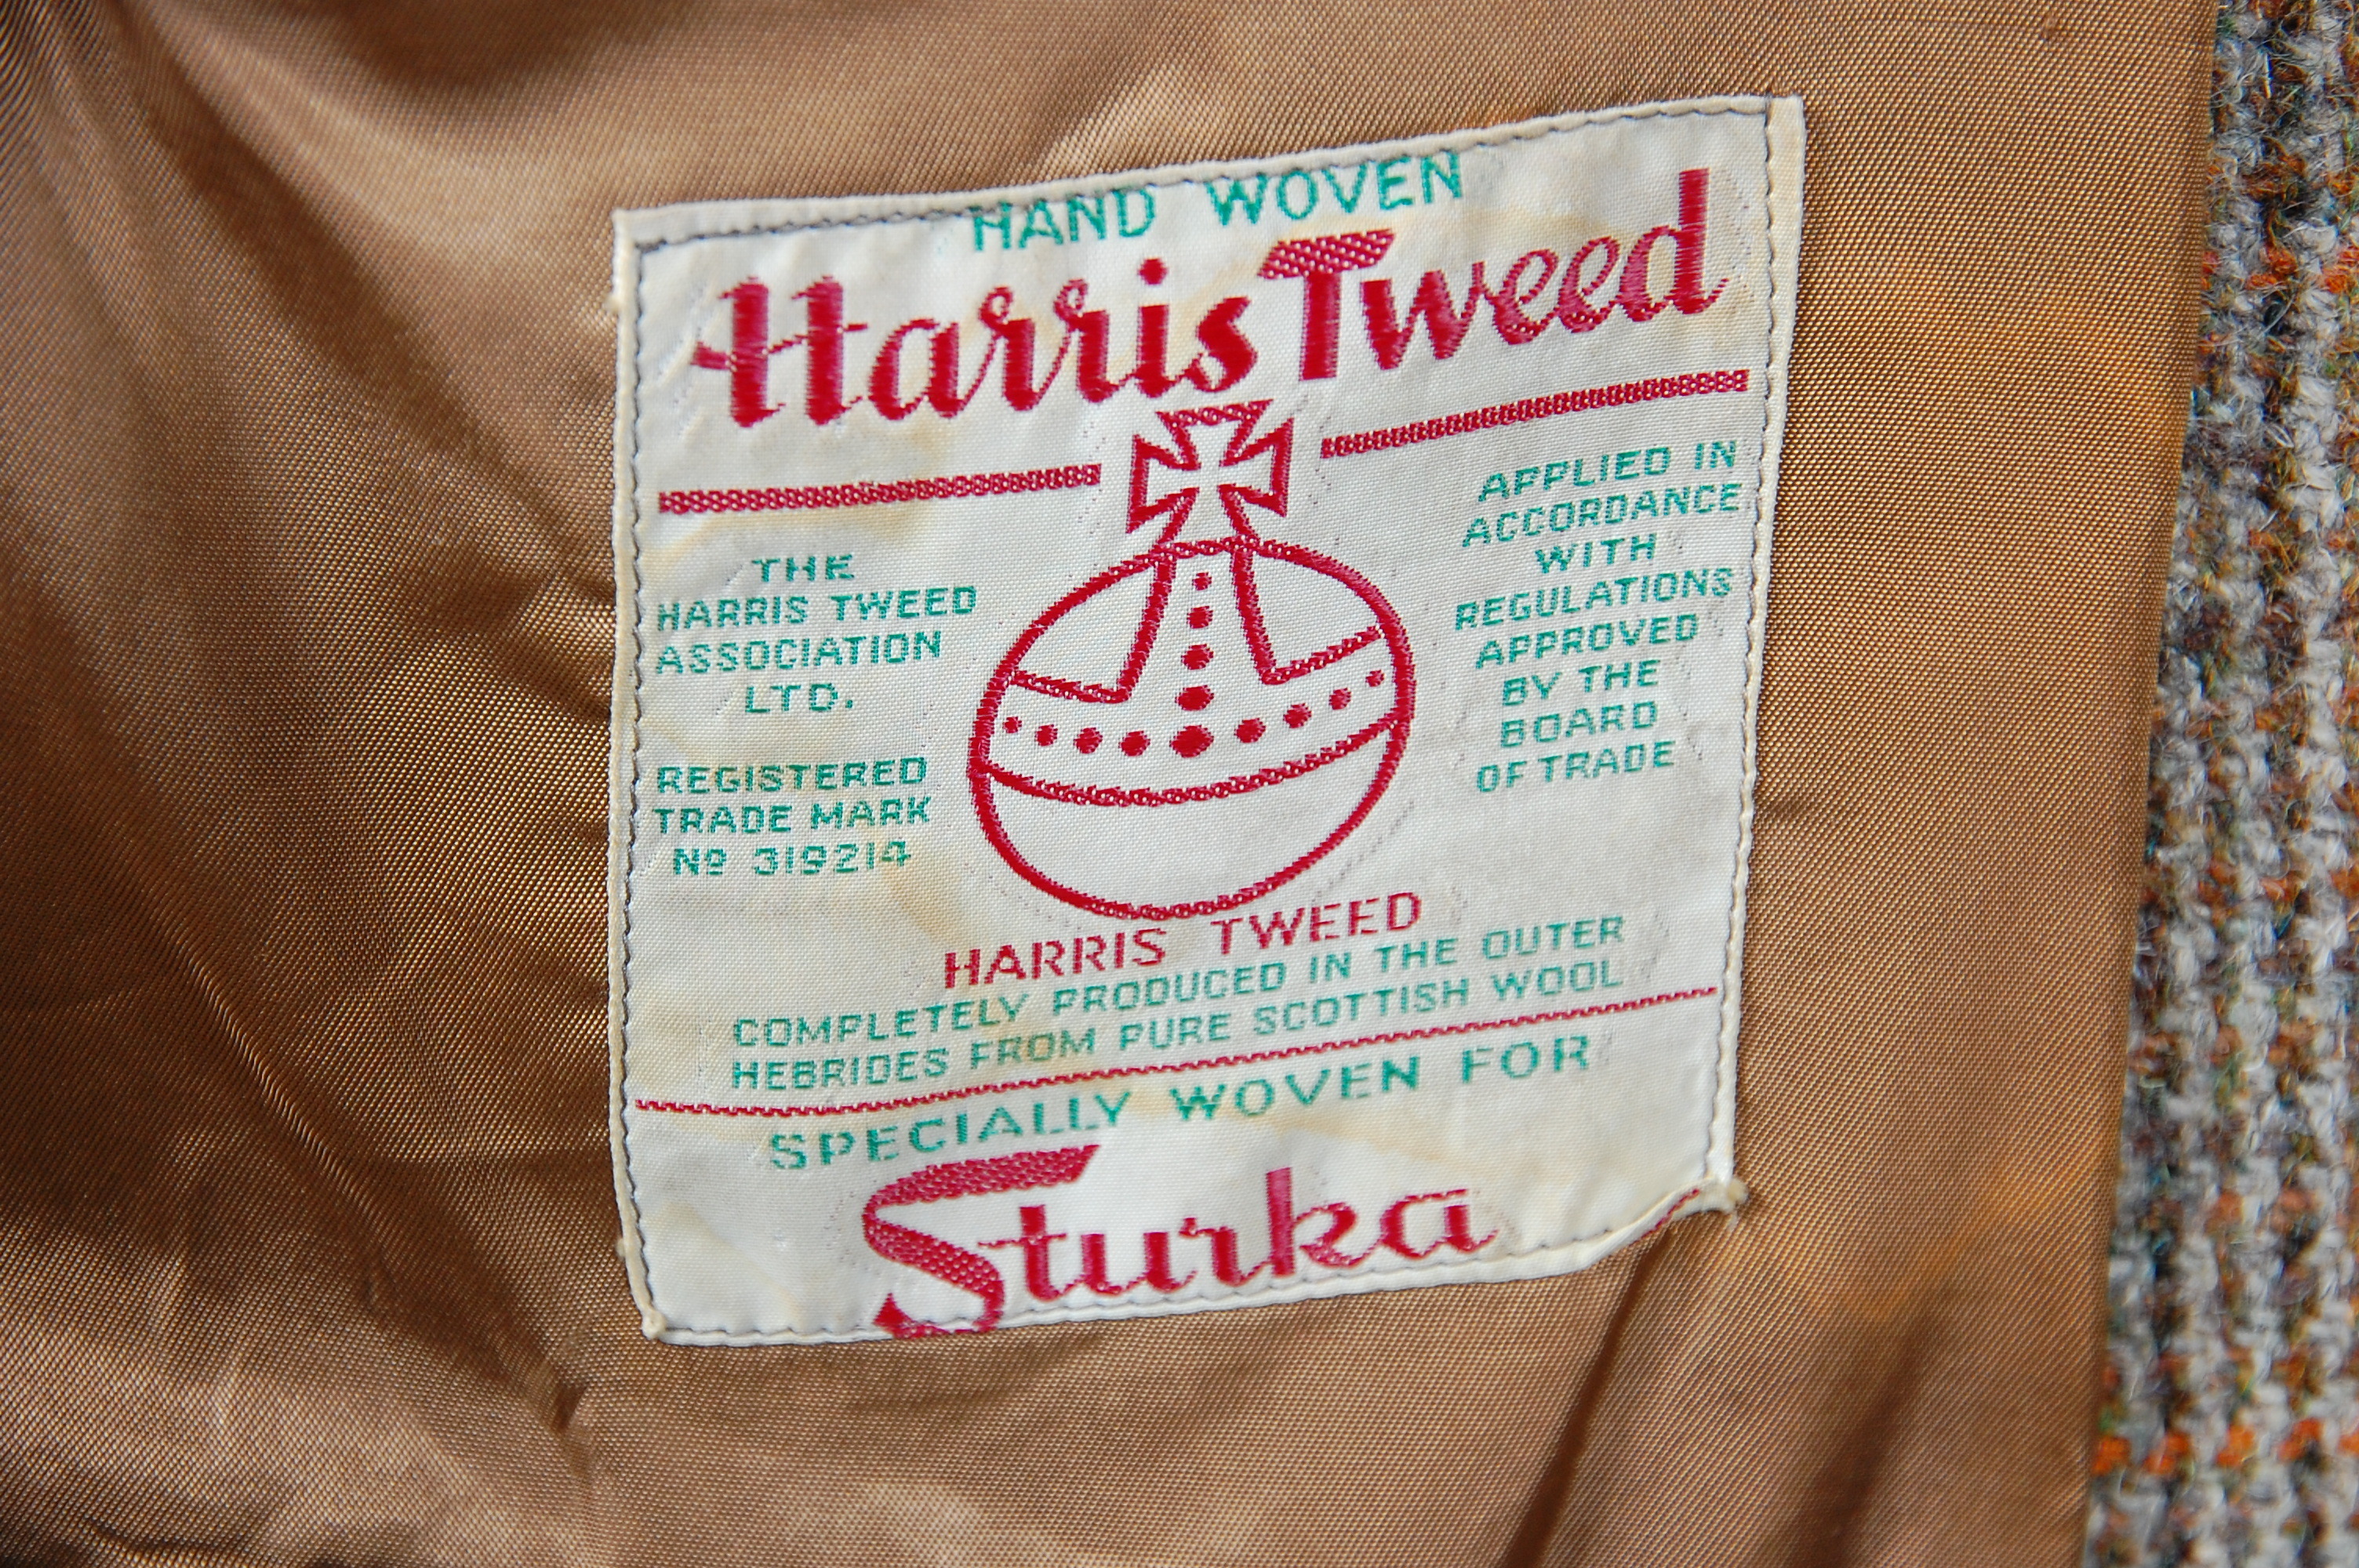 HAND WOVEN
Harris Tweed
THE
HARRIS TWEED
ASSOCIATION
LTD.
REGISTERED
TRADE MARK
Nº 319214
APPLIED IN
ACCORDANCE
WITH
REGULATIONS
APPROVED
BY THE
BOARD
OF TRADE
HARRIS TWEED
COMPLETELY PRODUCED IN THE OUTER
HEBRIDES FROM PURE SCOTTISH WOOL
SPECIALLY WOVEN FOR
Sturka